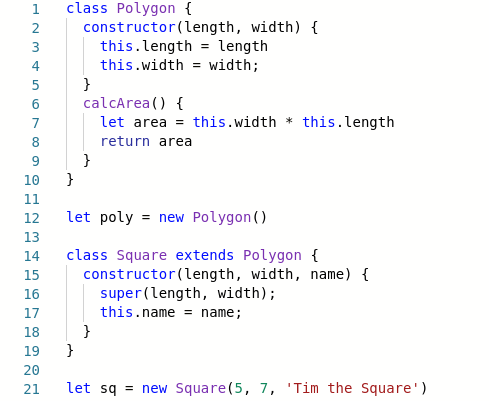 1 class Polygon {
2   constructor(length, width) {
3     this.length = length
4     this.width = width;
5   }
6   calcArea() {
7     let area = this.width * this.length
8     return area
9   }
10 }
11
12 let poly = new Polygon()
13
14 class Square extends Polygon {
15   constructor(length, width, name) {
16     super(length, width);
17     this.name = name;
18   }
19 }
20
21 let sq = new Square(5, 7, 'Tim the Square')